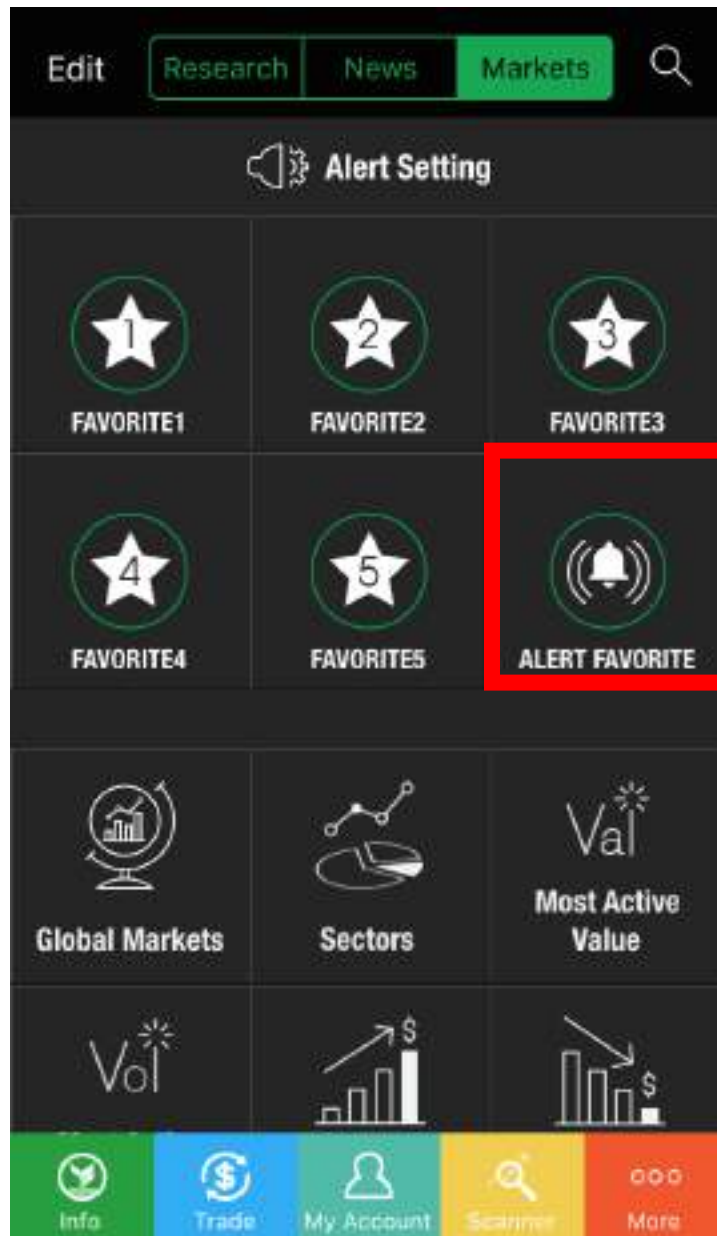 Edit Research News Markets
Alert Setting
1 2 3
FAVORITE1 FAVORITE2 FAVORITE3
4 5
FAVORITE4 FAVORITE5 ALERT FAVORITE
Val
Most Active
Global Markets Sectors Value
Vol $ $
$
Info Trade My Account Scanner More